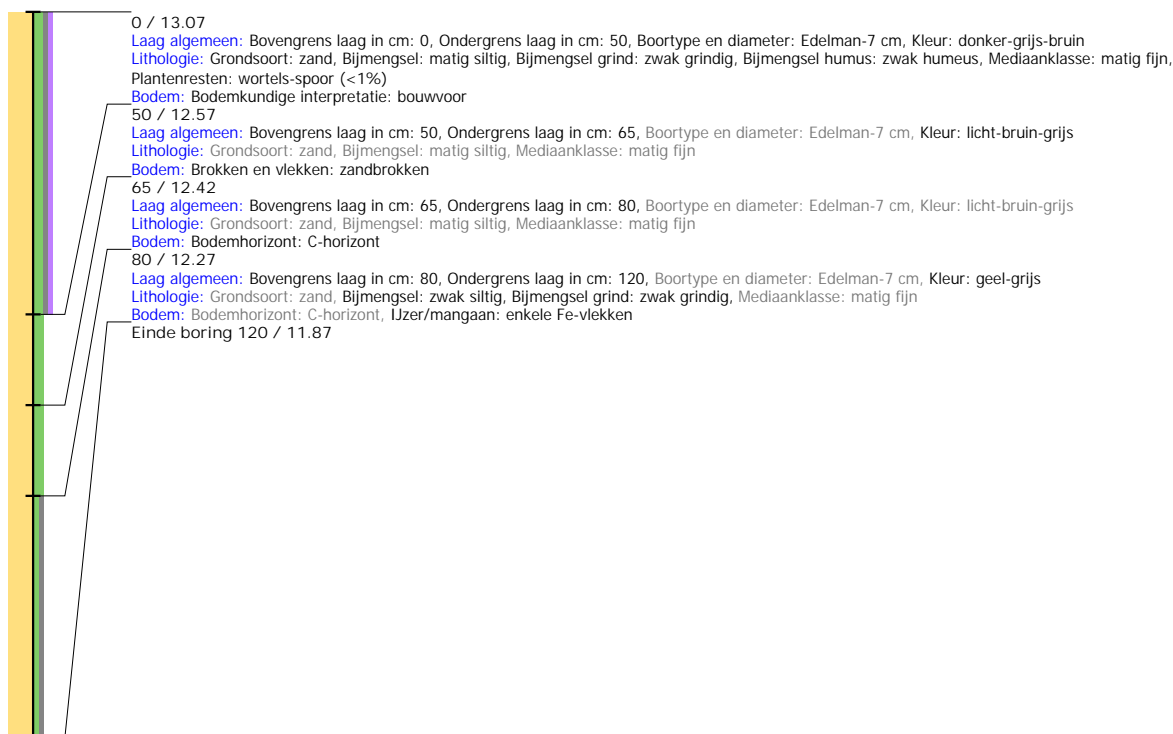 0 / 13.07
Laag algemeen: Bovengrens laag in cm: 0, Ondergrens laag in cm: 50, Boortype en diameter: Edelman-7 cm, Kleur: donker-grijs-bruin
Lithologie: Grondsoort: zand, Bijmengsel: matig siltig, Bijmengsel grind: zwak grindig, Bijmengsel humus: zwak humeus, Mediaanklasse: matig fijn,
Plantenresten: wortels-spoor (<1%)
Bodem: Bodemkundige interpretatie: bouwvoor
50 / 12.57
Laag algemeen: Bovengrens laag in cm: 50, Ondergrens laag in cm: 65, Boortype en diameter: Edelman-7 cm, Kleur: licht-bruin-grijs
Lithologie: Grondsoort: zand, Bijmengsel: matig siltig, Mediaanklasse: matig fijn
Bodem: Brokken en vlekken: zandbrokken
65 / 12.42
Laag algemeen: Bovengrens laag in cm: 65, Ondergrens laag in cm: 80, Boortype en diameter: Edelman-7 cm, Kleur: licht-bruin-grijs
Lithologie: Grondsoort: zand, Bijmengsel: matig siltig, Mediaanklasse: matig fijn
Bodem: Bodemhorizont: C-horizont
80 / 12.27
Laag algemeen: Bovengrens laag in cm: 80, Ondergrens laag in cm: 120, Boortype en diameter: Edelman-7 cm, Kleur: geel-grijs
Lithologie: Grondsoort: zand, Bijmengsel: zwak siltig, Bijmengsel grind: zwak grindig, Mediaanklasse: matig fijn
Bodem: Bodemhorizont: C-horizont, IJzer/mangaan: enkele Fe-vlekken
Einde boring 120 / 11.87